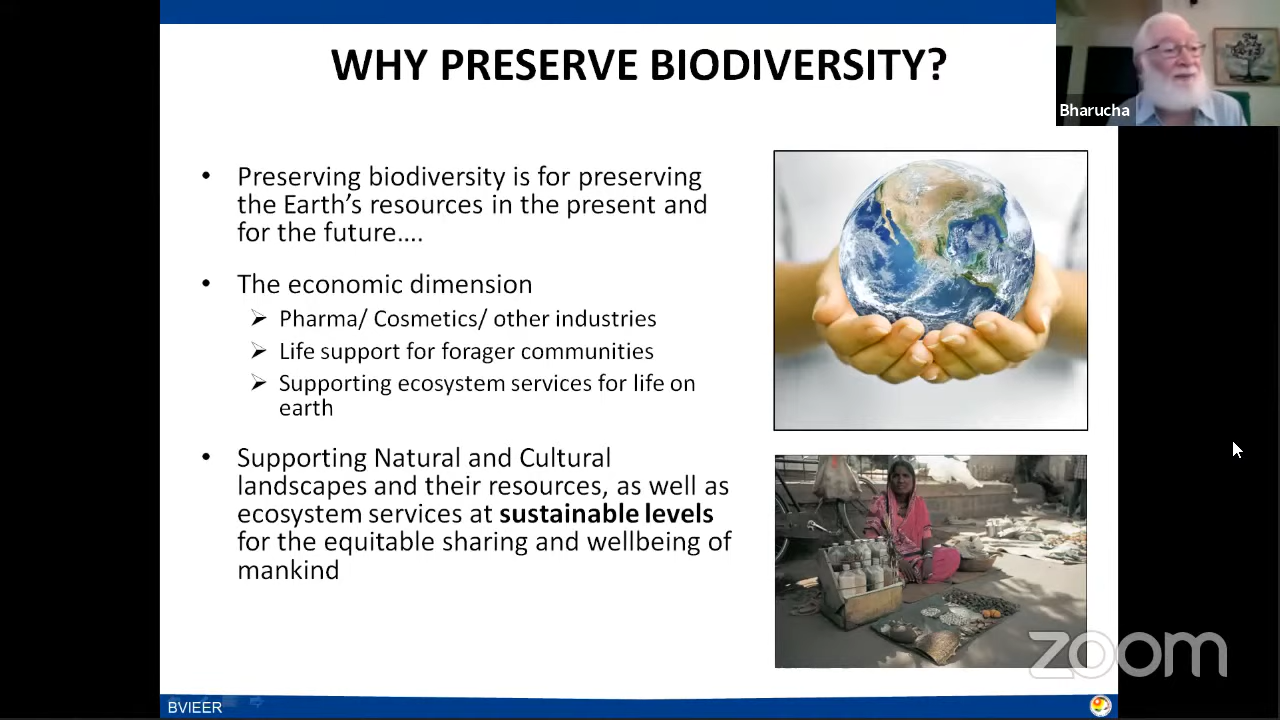 WHY PRESERVE BIODIVERSITY?
Bharucha
• Preserving biodiversity is for preserving
the Earth’s resources in the present and
for the future....
• The economic dimension
➢ Pharma/ Cosmetics/ other industries
➢ Life support for forager communities
➢ Supporting ecosystem services for life on
earth
• Supporting Natural and Cultural
landscapes and their resources, as well as
ecosystem services at sustainable levels
for the equitable sharing and wellbeing of
mankind
zoom
BVIEER